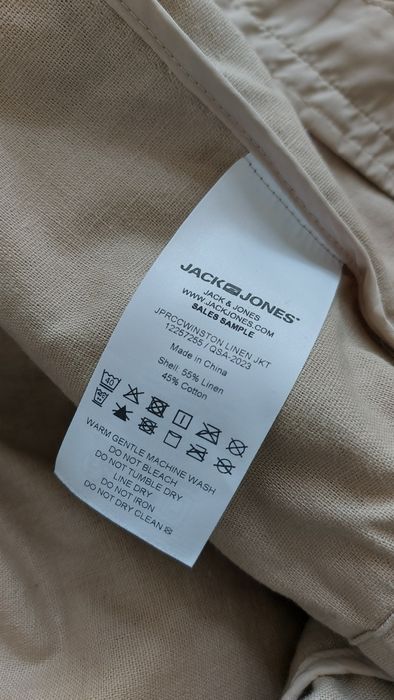 JACK JONES
JACK & JONES
WWW.JACKJONES.COM
SALES SAMPLE
JPRCCWINSTON LINEN JKT
12257255 / QSA-2023
Made in China
Shell: 55% Linen
45% Cotton
40
WARM GENTLE MACHINE WASH
DO NOT BLEACH
DO NOT TUMBLE DRY
LINE DRY
DO NOT IRON
DO NOT DRY CLEAN